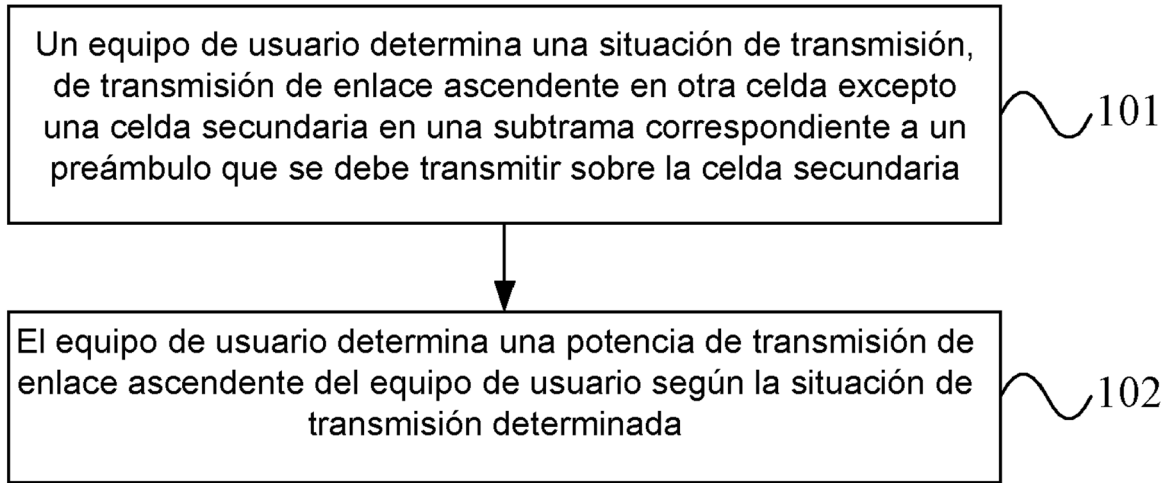 Un equipo de usuario determina una situación de transmisión,
de transmisión de enlace ascendente en otra celda excepto
una celda secundaria en una subtrama correspondiente a un
preámbulo que se debe transmitir sobre la celda secundaria
101
El equipo de usuario determina una potencia de transmisión de
enlace ascendente del equipo de usuario según la situación de
transmisión determinada
102